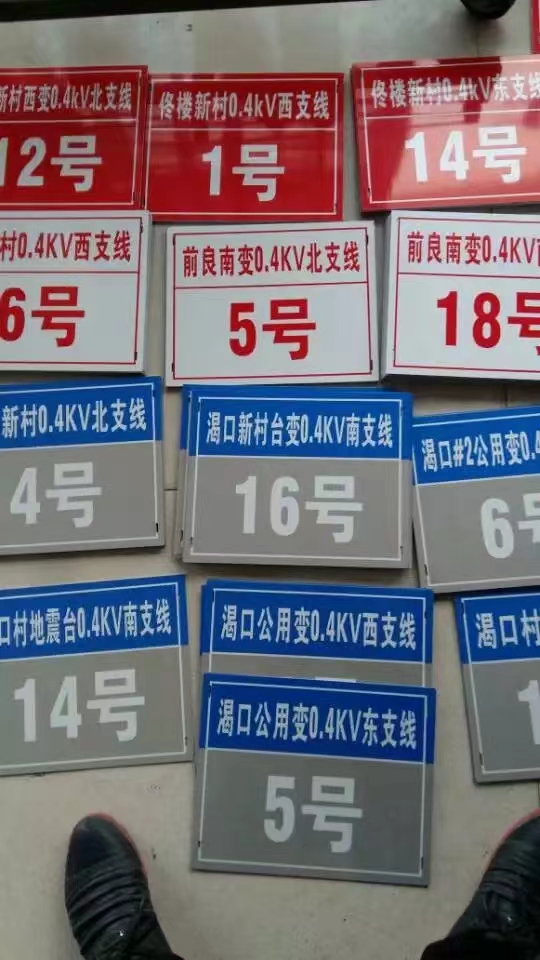 新村西变0.4kV北支线
12号
佟楼新村0.4kV西支线
1号
佟楼新村0.4kV东支线
14号
村0.4KV西支线
6号
前良南变0.4KV北支线
5号
前良南变0.4KV
18号
新村0.4KV北支线
4号
渴口新村台变0.4KV南支线
16号
渴口#2公用变0.4
6号
口村地震台0.4KV南支线
14号
渴口公用变0.4KV西支线
渴口村
渴口公用变0.4KV东支线
5号